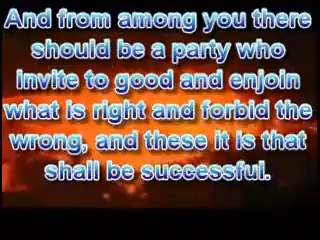 And from among you there
should be a party who
invite to good and enjoin
what is right and forbid the
wrong, and these it is that
shall be successful.